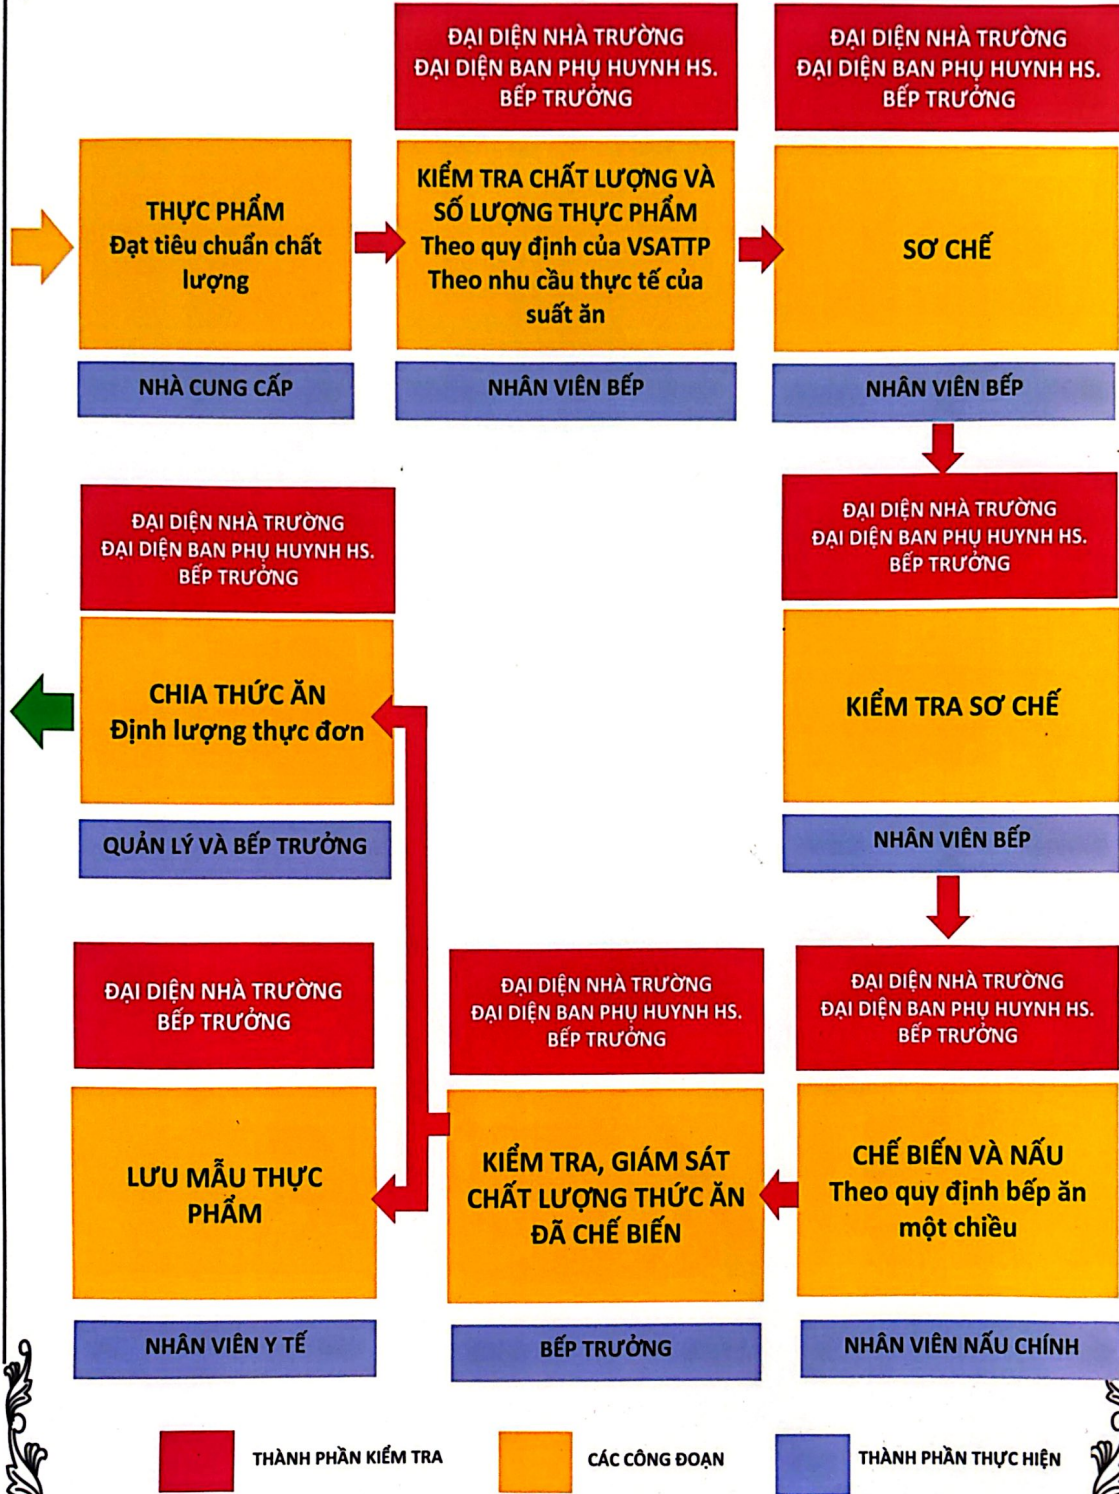 ĐẠI DIỆN NHÀ TRƯỜNG
ĐẠI DIỆN BAN PHỤ HUYNH HS.
BẾP TRƯỞNG
ĐẠI DIỆN NHÀ TRƯỜNG
ĐẠI DIỆN BAN PHỤ HUYNH HS.
BẾP TRƯỞNG
THỰC PHẨM
Đạt tiêu chuẩn chất
lượng
KIỂM TRA CHẤT LƯỢNG VÀ
SỐ LƯỢNG THỰC PHẨM
Theo quy định của VSATTP
Theo nhu cầu thực tế của
suất ăn
SƠ CHẾ
NHÀ CUNG CẤP
NHÂN VIÊN BẾP
NHÂN VIÊN BẾP
ĐẠI DIỆN NHÀ TRƯỜNG
ĐẠI DIỆN BAN PHỤ HUYNH HS.
BẾP TRƯỞNG
ĐẠI DIỆN NHÀ TRƯỜNG
ĐẠI DIỆN BAN PHỤ HUYNH HS.
BẾP TRƯỞNG
CHIA THỨC ĂN
Định lượng thực đơn
KIỂM TRA SƠ CHẾ
QUẢN LÝ VÀ BẾP TRƯỞNG
NHÂN VIÊN BẾP
ĐẠI DIỆN NHÀ TRƯỜNG
BẾP TRƯỞNG
ĐẠI DIỆN NHÀ TRƯỜNG
ĐẠI DIỆN BAN PHỤ HUYNH HS.
BẾP TRƯỞNG
ĐẠI DIỆN NHÀ TRƯỜNG
ĐẠI DIỆN BAN PHỤ HUYNH HS.
BẾP TRƯỞNG
LƯU MẪU THỰC
PHẨM
KIỂM TRA, GIÁM SÁT
CHẤT LƯỢNG THỨC ĂN
ĐÃ CHẾ BIẾN
CHẾ BIẾN VÀ NẤU
Theo quy định bếp ăn
một chiều
NHÂN VIÊN Y TẾ
BẾP TRƯỞNG
NHÂN VIÊN NẤU CHÍNH
THÀNH PHẦN KIỂM TRA
CÁC CÔNG ĐOẠN
THÀNH PHẦN THỰC HIỆN